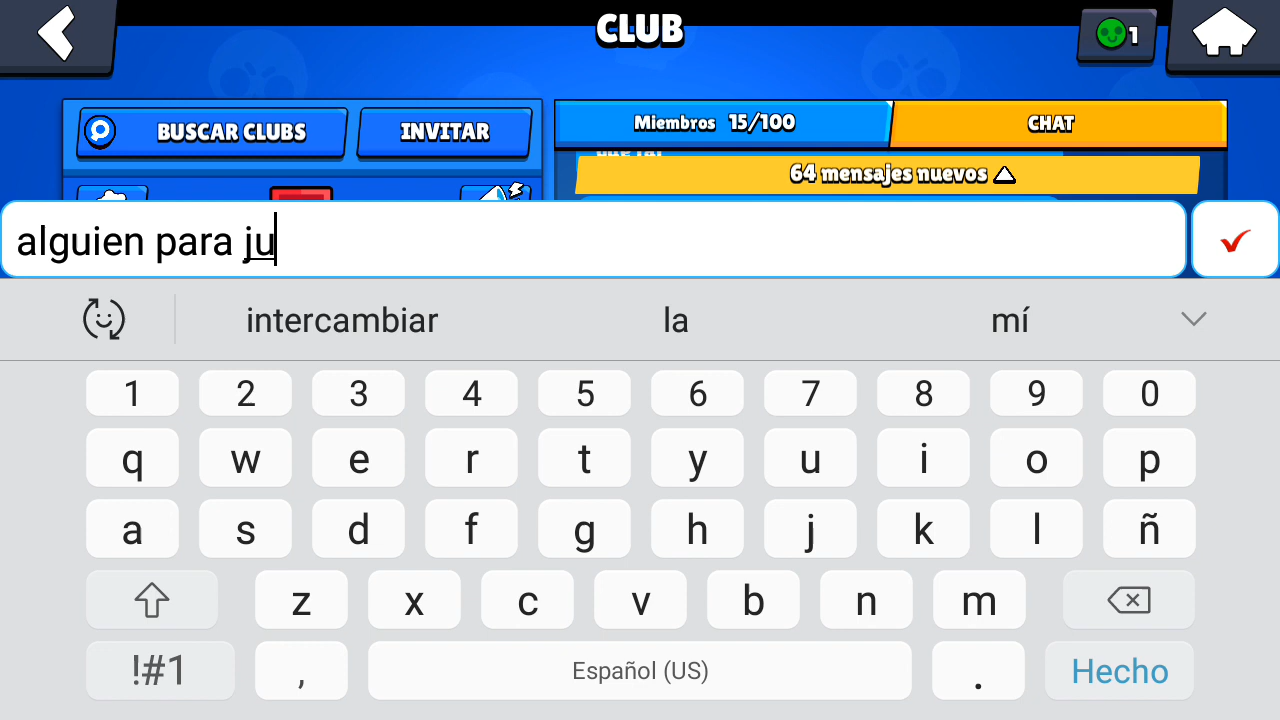 CLUB
1
BUSCAR CLUBS
INVITAR
Miembros 15/100
CHAT
64 mensajes nuevos
alguien para ju
intercambiar la mí
1 2 3 4 5 6 7 8 9 0
q w e r t y u i o p
a s d f g h j k l ñ
z x c v b n m
!#1 , Español (US) . Hecho